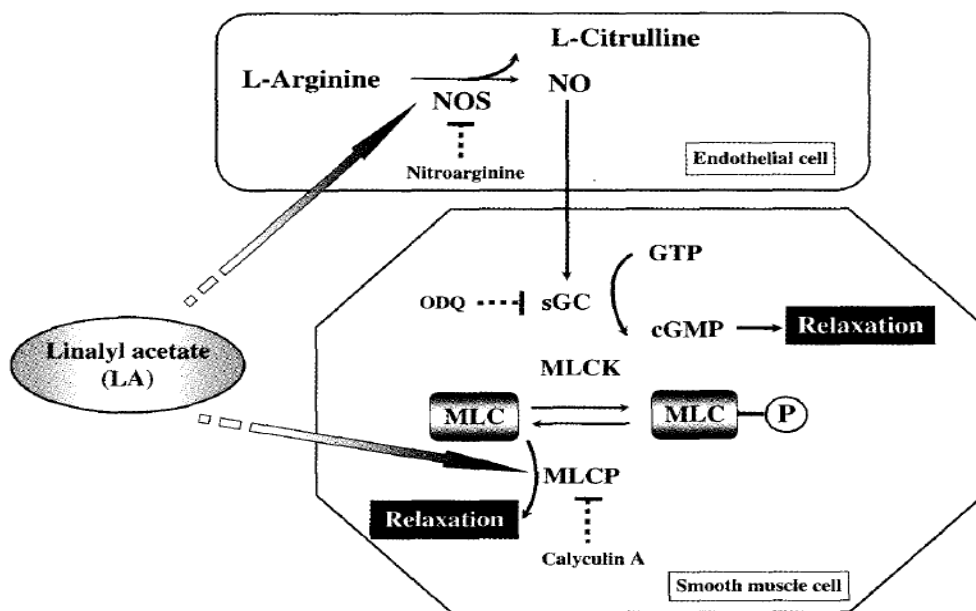 L-Citrulline
L-Arginine
NO
NOS
Nitroarginine
Endothelial cell
GTP
ODQ
sGC
cGMP
Relaxation
Linalyl acetate
(LA)
MLCK
MLC
MLC
P
MLCP
Relaxation
Calyculin A
Smooth muscle cell